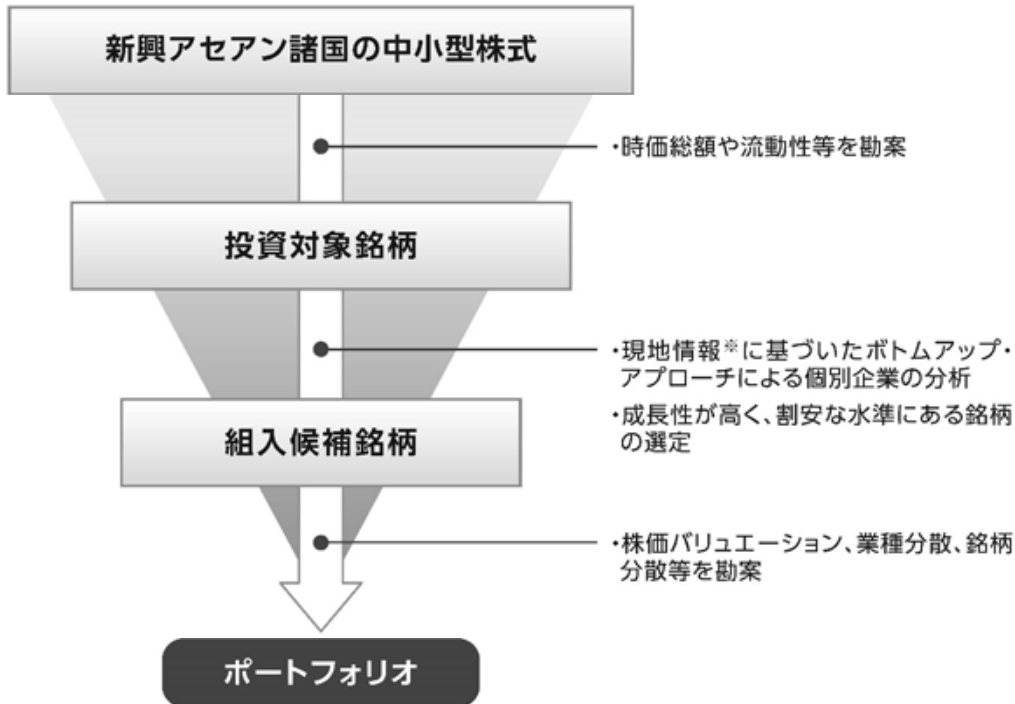 新興アセアン諸国の中小型株式
・時価総額や流動性等を勘案
投資対象銘柄
・現地情報※に基づいたボトムアップ・
アプローチによる個別企業の分析
・成長性が高く、割安な水準にある銘柄
の選定
組入候補銘柄
・株価バリュエーション、業種分散、銘柄
分散等を勘案
ポートフォリオ